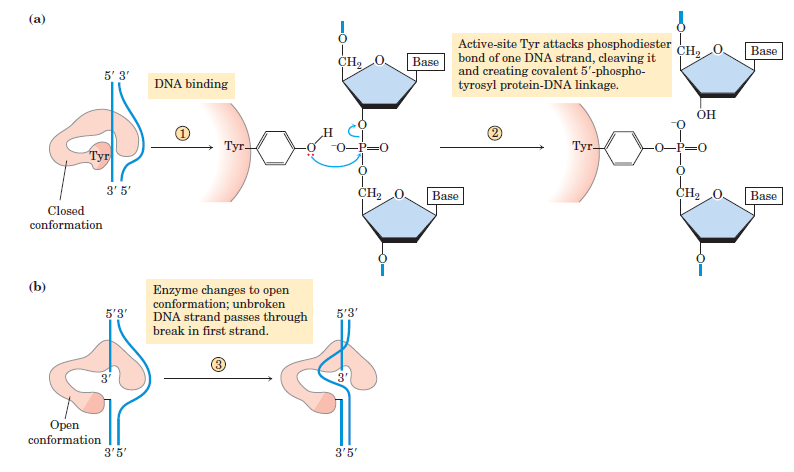 (a)
5′ 3′
DNA binding
1
Tyr
3′ 5′
Closed
conformation
Tyr
O
H
−O—P=O
O
CH2
O
Base
O
O
CH2
O
Base
O
2
Active-site Tyr attacks phosphodiester
bond of one DNA strand, cleaving it
and creating covalent 5′-phospho-
tyrosyl protein-DNA linkage.
O
CH2
O
Base
OH
−O
Tyr
O—P=O
O
CH2
O
Base
O
(b)
5′3′
Enzyme changes to open
conformation; unbroken
DNA strand passes through
break in first strand.
3
3′
Open
conformation
3′5′
5′3′
3′
3′5′